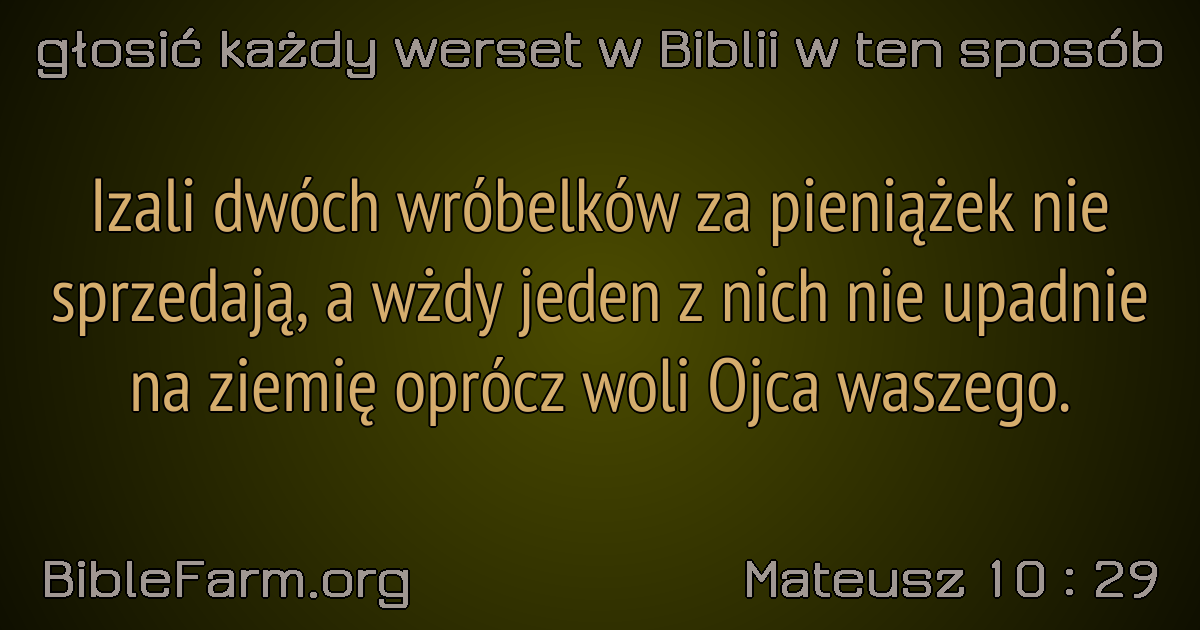 głosić każdy werset w Biblii w ten sposób
Izali dwóch wróbelków za pieniążek nie
sprzedają, a wżdy jeden z nich nie upadnie
na ziemię oprócz woli Ojca waszego.
BibleFarm.org
Mateusz 10 : 29